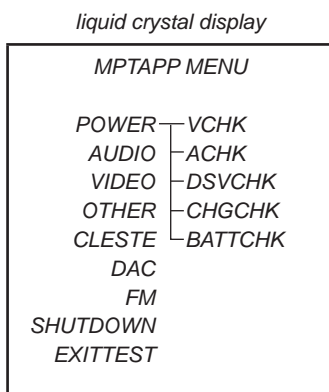 liquid crystal display
MPTAPP MENU
POWER VCHK
AUDIO ACHK
VIDEO DSVCHK
OTHER CHGCHK
CLESTE BATTCHK
DAC
FM
SHUTDOWN
EXITTEST